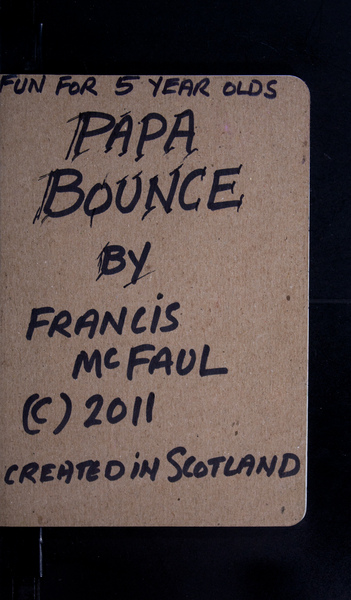 FUN FOR 5 YEAR OLDS
PAPA
BOUNCE
BY
FRANCIS
MCFAUL
(C) 2011
CREATED IN SCOTLAND